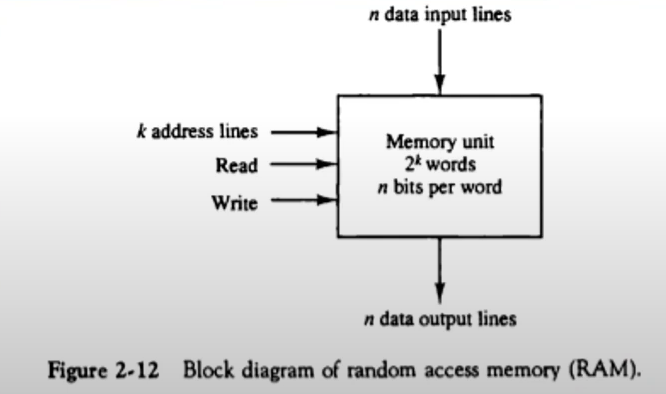 n data input lines
k address lines
Read
Write
Memory unit
2ᵏ words
n bits per word
n data output lines
Figure 2-12 Block diagram of random access memory (RAM).